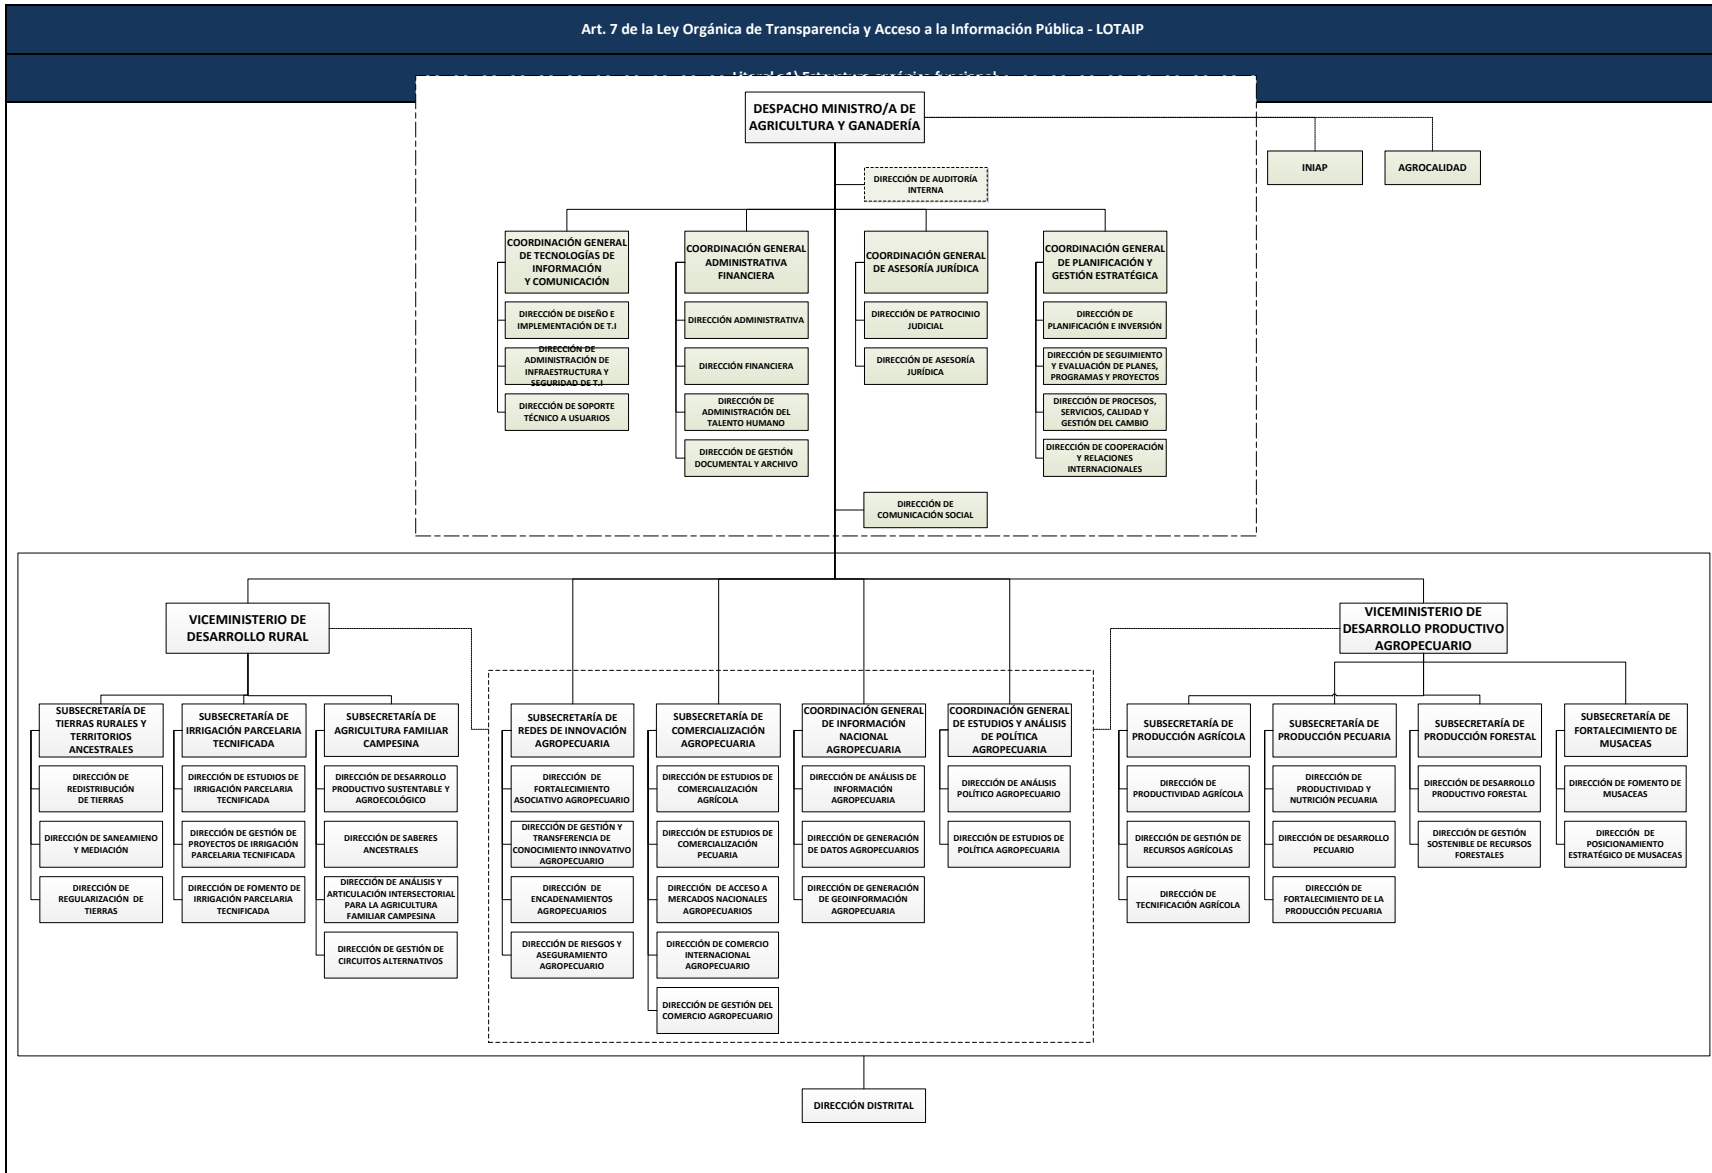 Art. 7 de la Ley Orgánica de Transparencia y Acceso a la Información Pública - LOTAIP
DESPACHO MINISTRO/A DE
AGRICULTURA Y GANADERÍA
INIAP
AGROCALIDAD
DIRECCIÓN DE AUDITORÍA
INTERNA
COORDINACIÓN GENERAL
DE TECNOLOGÍAS DE
INFORMACIÓN
Y COMUNICACIÓN
DIRECCIÓN DE DISEÑO E
IMPLEMENTACIÓN DE T.I
DIRECCIÓN DE
ADMINISTRACIÓN DE
INFRAESTRUCTURA Y
SEGURIDAD DE T.I
DIRECCIÓN DE SOPORTE
TÉCNICO A USUARIOS
COORDINACIÓN GENERAL
ADMINISTRATIVA
FINANCIERA
DIRECCIÓN ADMINISTRATIVA
DIRECCIÓN FINANCIERA
DIRECCIÓN DE
ADMINISTRACIÓN DEL
TALENTO HUMANO
DIRECCIÓN DE GESTIÓN
DOCUMENTAL Y ARCHIVO
COORDINACIÓN GENERAL
DE ASESORÍA JURÍDICA
DIRECCIÓN DE PATROCINIO
JUDICIAL
DIRECCIÓN DE ASESORÍA
JURÍDICA
COORDINACIÓN GENERAL
DE PLANIFICACIÓN Y
GESTIÓN ESTRATÉGICA
DIRECCIÓN DE
PLANIFICACIÓN E INVERSIÓN
DIRECCIÓN DE SEGUIMIENTO
Y EVALUACIÓN DE PLANES,
PROGRAMAS Y PROYECTOS
DIRECCIÓN DE PROCESOS,
SERVICIOS, CALIDAD Y
GESTIÓN DEL CAMBIO
DIRECCIÓN DE COOPERACIÓN
Y RELACIONES
INTERNACIONALES
DIRECCIÓN DE
COMUNICACIÓN SOCIAL
VICEMINISTERIO DE
DESARROLLO RURAL
VICEMINISTERIO DE
DESARROLLO PRODUCTIVO
AGROPECUARIO
SUBSECRETARÍA DE
TIERRAS RURALES Y
TERRITORIOS
ANCESTRALES
DIRECCIÓN DE
REDISTRIBUCIÓN
DE TIERRAS
DIRECCIÓN DE SANEAMIENO
Y MEDIACIÓN
DIRECCIÓN DE
REGULARIZACIÓN DE
TIERRAS
SUBSECRETARÍA DE
IRRIGACIÓN PARCELARIA
TECNIFICADA
DIRECCIÓN DE ESTUDIOS DE
IRRIGACIÓN PARCELARIA
TECNIFICADA
DIRECCIÓN DE GESTIÓN DE
PROYECTOS DE IRRIGACIÓN
PARCELARIA TECNIFICADA
DIRECCIÓN DE FOMENTO DE
IRRIGACIÓN PARCELARIA
TECNIFICADA
SUBSECRETARÍA DE
AGRICULTURA FAMILIAR
CAMPESINA
DIRECCIÓN DE DESARROLLO
PRODUCTIVO SUSTENTABLE Y
AGROECOLÓGICO
DIRECCIÓN DE SABERES
ANCESTRALES
DIRECCIÓN DE ANÁLISIS Y
ARTICULACIÓN INTERSECTORIAL
PARA LA AGRICULTURA
FAMILIAR CAMPESINA
DIRECCIÓN DE GESTIÓN DE
CIRCUITOS ALTERNATIVOS
SUBSECRETARÍA DE
REDES DE INNOVACIÓN
AGROPECUARIA
DIRECCIÓN DE
FORTALECIMIENTO
ASOCIATIVO AGROPECUARIO
DIRECCIÓN DE GESTIÓN Y
TRANSFERENCIA DE
CONOCIMIENTO INNOVATIVO
AGROPECUARIO
DIRECCIÓN DE
ENCADENAMIENTOS
AGROPECUARIOS
DIRECCIÓN DE RIESGOS Y
ASEGURAMIENTO
AGROPECUARIO
SUBSECRETARÍA DE
COMERCIALIZACIÓN
AGROPECUARIA
DIRECCIÓN DE ESTUDIOS DE
COMERCIALIZACIÓN
AGRÍCOLA
DIRECCIÓN DE ESTUDIOS DE
COMERCIALIZACIÓN
PECUARIA
DIRECCIÓN DE ACCESO A
MERCADOS NACIONALES
AGROPECUARIOS
DIRECCIÓN DE COMERCIO
INTERNACIONAL
AGROPECUARIO
DIRECCIÓN DE GESTIÓN DEL
COMERCIO AGROPECUARIO
COORDINACIÓN GENERAL
DE INFORMACIÓN
NACIONAL
AGROPECUARIA
DIRECCIÓN DE ANÁLISIS DE
INFORMACIÓN
AGROPECUARIA
DIRECCIÓN DE GENERACIÓN
DE DATOS AGROPECUARIOS
DIRECCIÓN DE GENERACIÓN
DE GEOINFORMACIÓN
AGROPECUARIA
COORDINACIÓN GENERAL
DE ESTUDIOS Y ANÁLISIS
DE POLÍTICA
AGROPECUARIA
DIRECCIÓN DE ANÁLISIS
POLÍTICO AGROPECUARIO
DIRECCIÓN DE ESTUDIOS DE
POLÍTICA AGROPECUARIA
SUBSECRETARÍA DE
PRODUCCIÓN AGRÍCOLA
DIRECCIÓN DE
PRODUCTIVIDAD AGRÍCOLA
DIRECCIÓN DE GESTIÓN DE
RECURSOS AGRÍCOLAS
DIRECCIÓN DE
TECNIFICACIÓN AGRÍCOLA
SUBSECRETARÍA DE
PRODUCCIÓN PECUARIA
DIRECCIÓN DE
PRODUCTIVIDAD Y
NUTRICIÓN PECUARIA
DIRECCIÓN DE DESARROLLO
PECUARIO
DIRECCIÓN DE
FORTALECIMIENTO DE LA
PRODUCCIÓN PECUARIA
SUBSECRETARÍA DE
PRODUCCIÓN FORESTAL
DIRECCIÓN DE DESARROLLO
PRODUCTIVO FORESTAL
DIRECCIÓN DE GESTIÓN
SOSTENIBLE DE RECURSOS
FORESTALES
SUBSECRETARÍA DE
FORTALECIMIENTO DE
MUSACEAS
DIRECCIÓN DE FOMENTO DE
MUSACEAS
DIRECCIÓN DE
POSICIONAMIENTO
ESTRATÉGICO DE MUSACEAS
DIRECCIÓN DISTRITAL